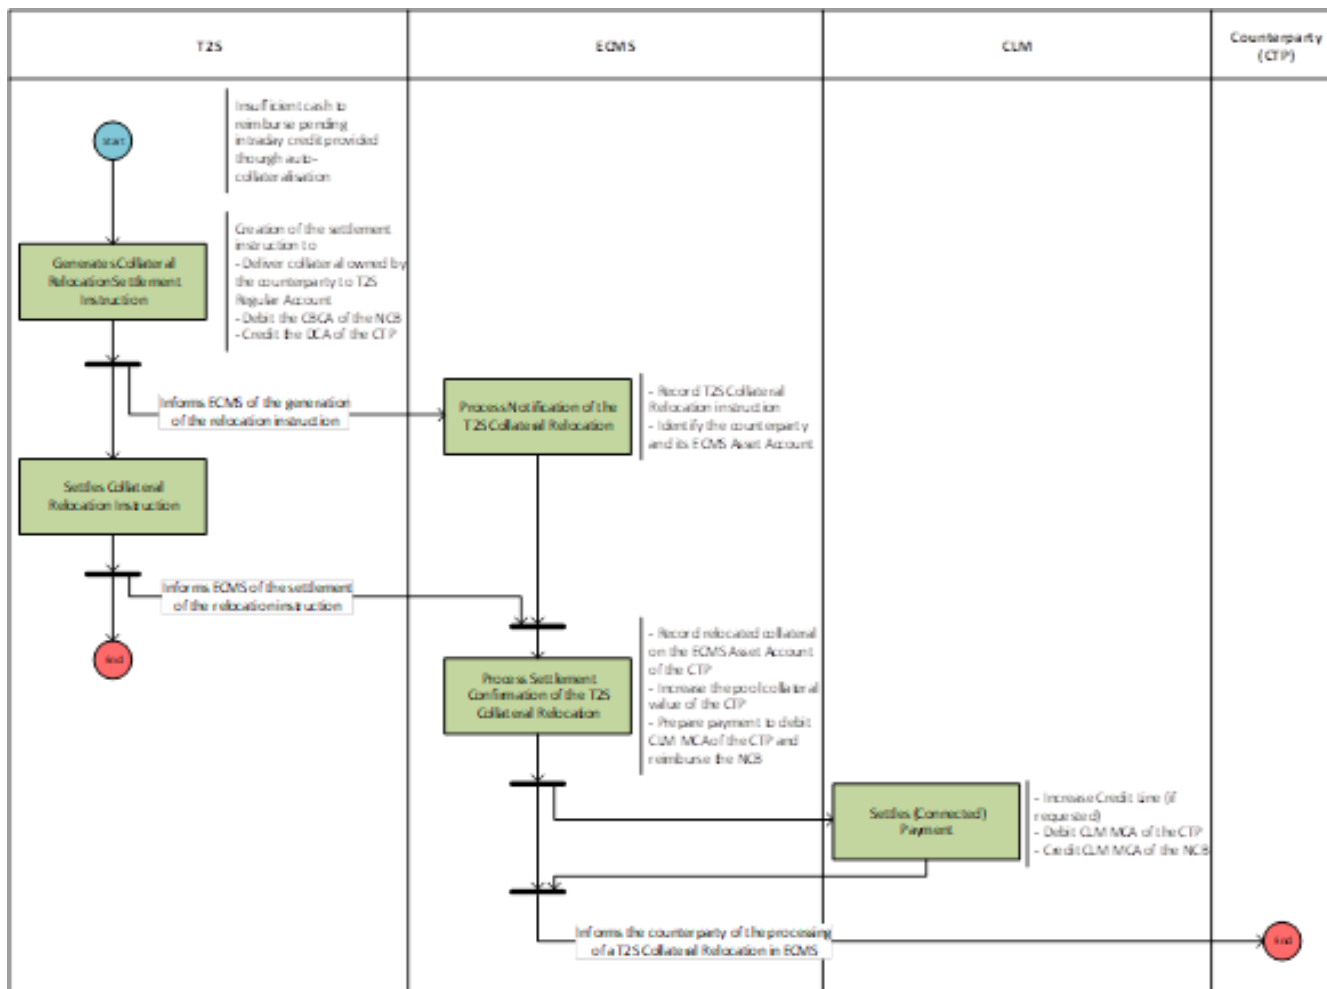 T2S
ECMS
CLM
Counterparty
(CTP)
Start
Insufficient cash to
reimburse pending
intraday credit provided
though auto-
collateralisation
Generates Collateral
Relocation Settlement
Instruction
Creation of the settlement
instruction to
- Deliver collateral owned by
the counterparty to T2S
Regular Account
- Debit the CBCA of the NCB
- Credit the DCA of the CTP
Informs ECMS of the generation
of the relocation instruction
Process Notification of the
T2S Collateral Relocation
- Record T2S Collateral
Relocation instruction
- Identify the counterparty
and its ECMS Asset Account
Settles Collateral
Relocation Instruction
Informs ECMS of the settlement
of the relocation instruction
End
Process Settlement
Confirmation of the T2S
Collateral Relocation
- Record relocated collateral
on the ECMS Asset Account
of the CTP
- Increase the pool collateral
value of the CTP
- Prepare payment to debit
CLM MCA of the CTP and
reimburse the NCB
Settles (Connected)
Payment
- Increase Credit Line (if
requested)
- Debit CLM MCA of the CTP
- Credit CLM MCA of the NCB
Informs the counterparty of the processing
of a T2S Collateral Relocation in ECMS
End